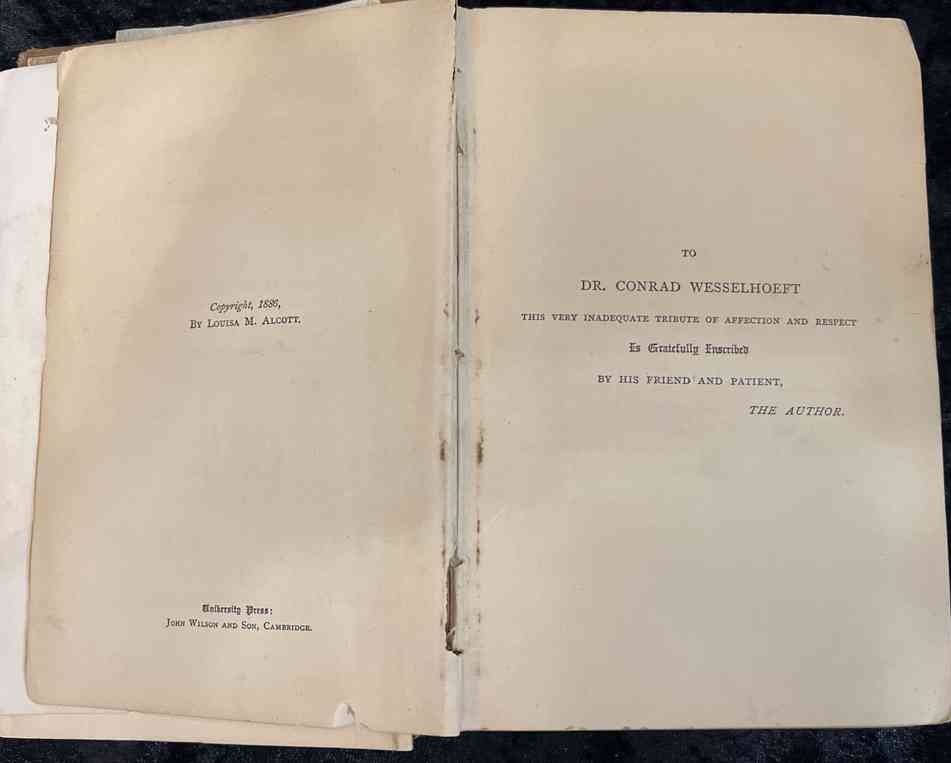 Copyright, 1886,
By Louisa M. Alcott.
University Press:
John Wilson and Son, Cambridge.
TO
DR. CONRAD WESSELHOEFT
THIS VERY INADEQUATE TRIBUTE OF AFFECTION AND RESPECT
Is Gratefully Inscribed
BY HIS FRIEND AND PATIENT,
THE AUTHOR.